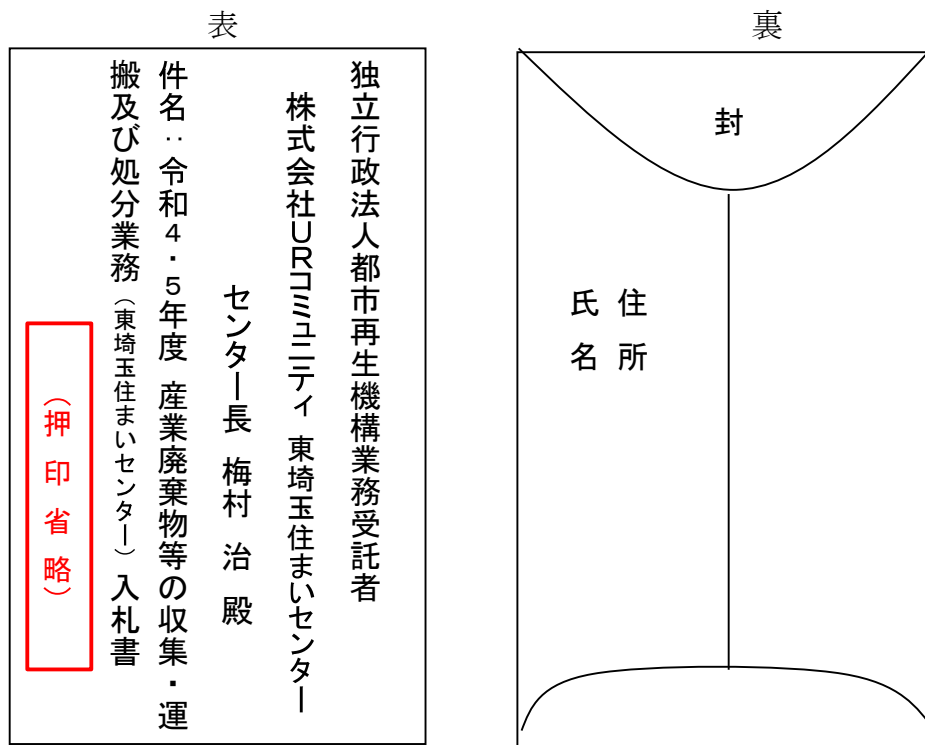 表
独立行政法人都市再生機構業務受託者
株式会社URコミュニティ 東埼玉住まいセンター
センター長 梅村 治 殿
件名：令和４・５年度 産業廃棄物等の収集・運
搬及び処分業務（東埼玉住まいセンター）入札書
（押印省略）
裏
封
住所
氏名